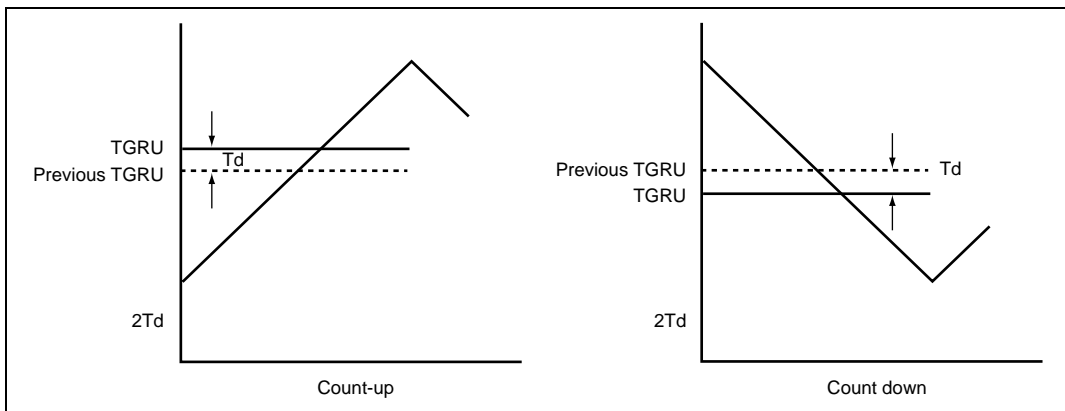 TGRU
Td
Previous TGRU
2Td
Count-up
Previous TGRU
Td
TGRU
2Td
Count down